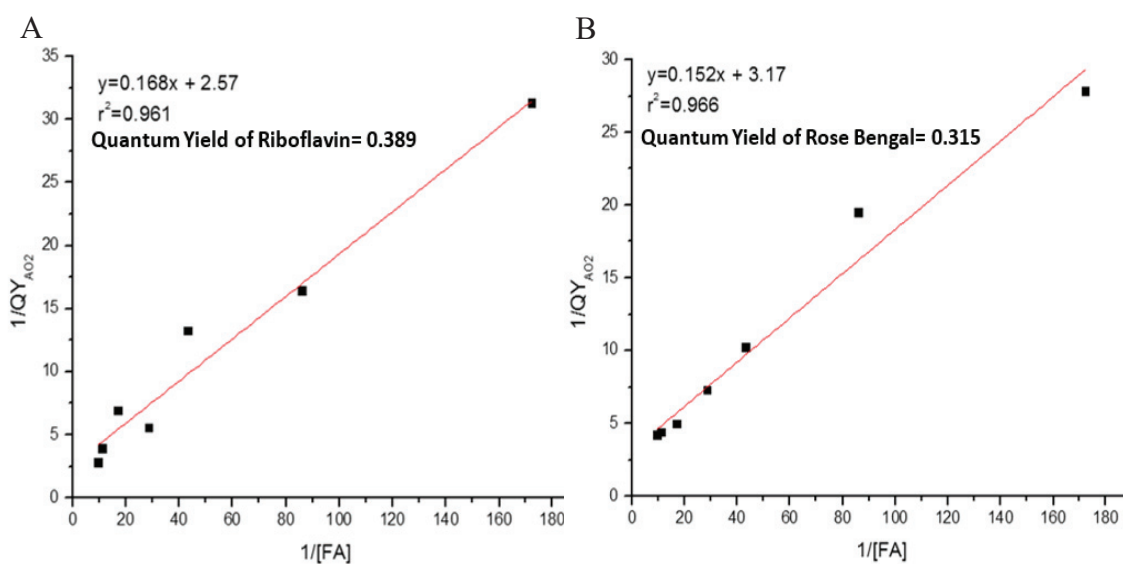 A
y=0.168x + 2.57
r²=0.961
Quantum Yield of Riboflavin= 0.389
35
30
25
20
15
10
5
0
1/QY_AO2
0 20 40 60 80 100 120 140 160 180
1/[FA]
B
y=0.152x + 3.17
r²=0.966
Quantum Yield of Rose Bengal= 0.315
30
25
20
15
10
5
0
1/QY_AO2
0 20 40 60 80 100 120 140 160 180
1/[FA]